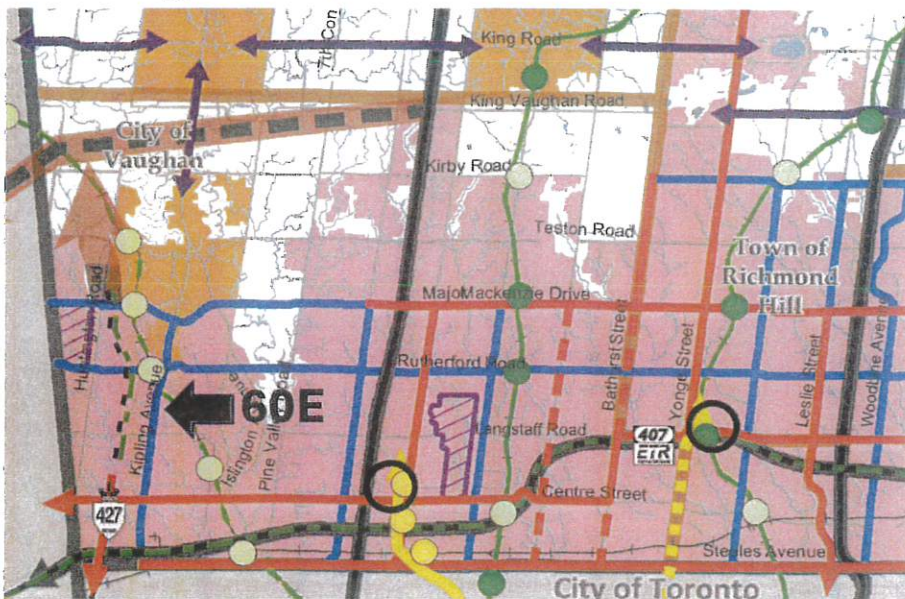 7th Con
King Road
King Vaughan Road
City of
Vaughan
Kirby Road
Teston Road
Town of
Richmond
Hill
Major Mackenzie Drive
Rutherford Road
Bathurst Street
Yonge Street
Leslie Street
Woodbine Avenue
Road
Kipling Avenue
60E
Islington
Pine Valley
Langstaff Road
407
ETR
Centre Street
427
Steeles Avenue
City of Toronto